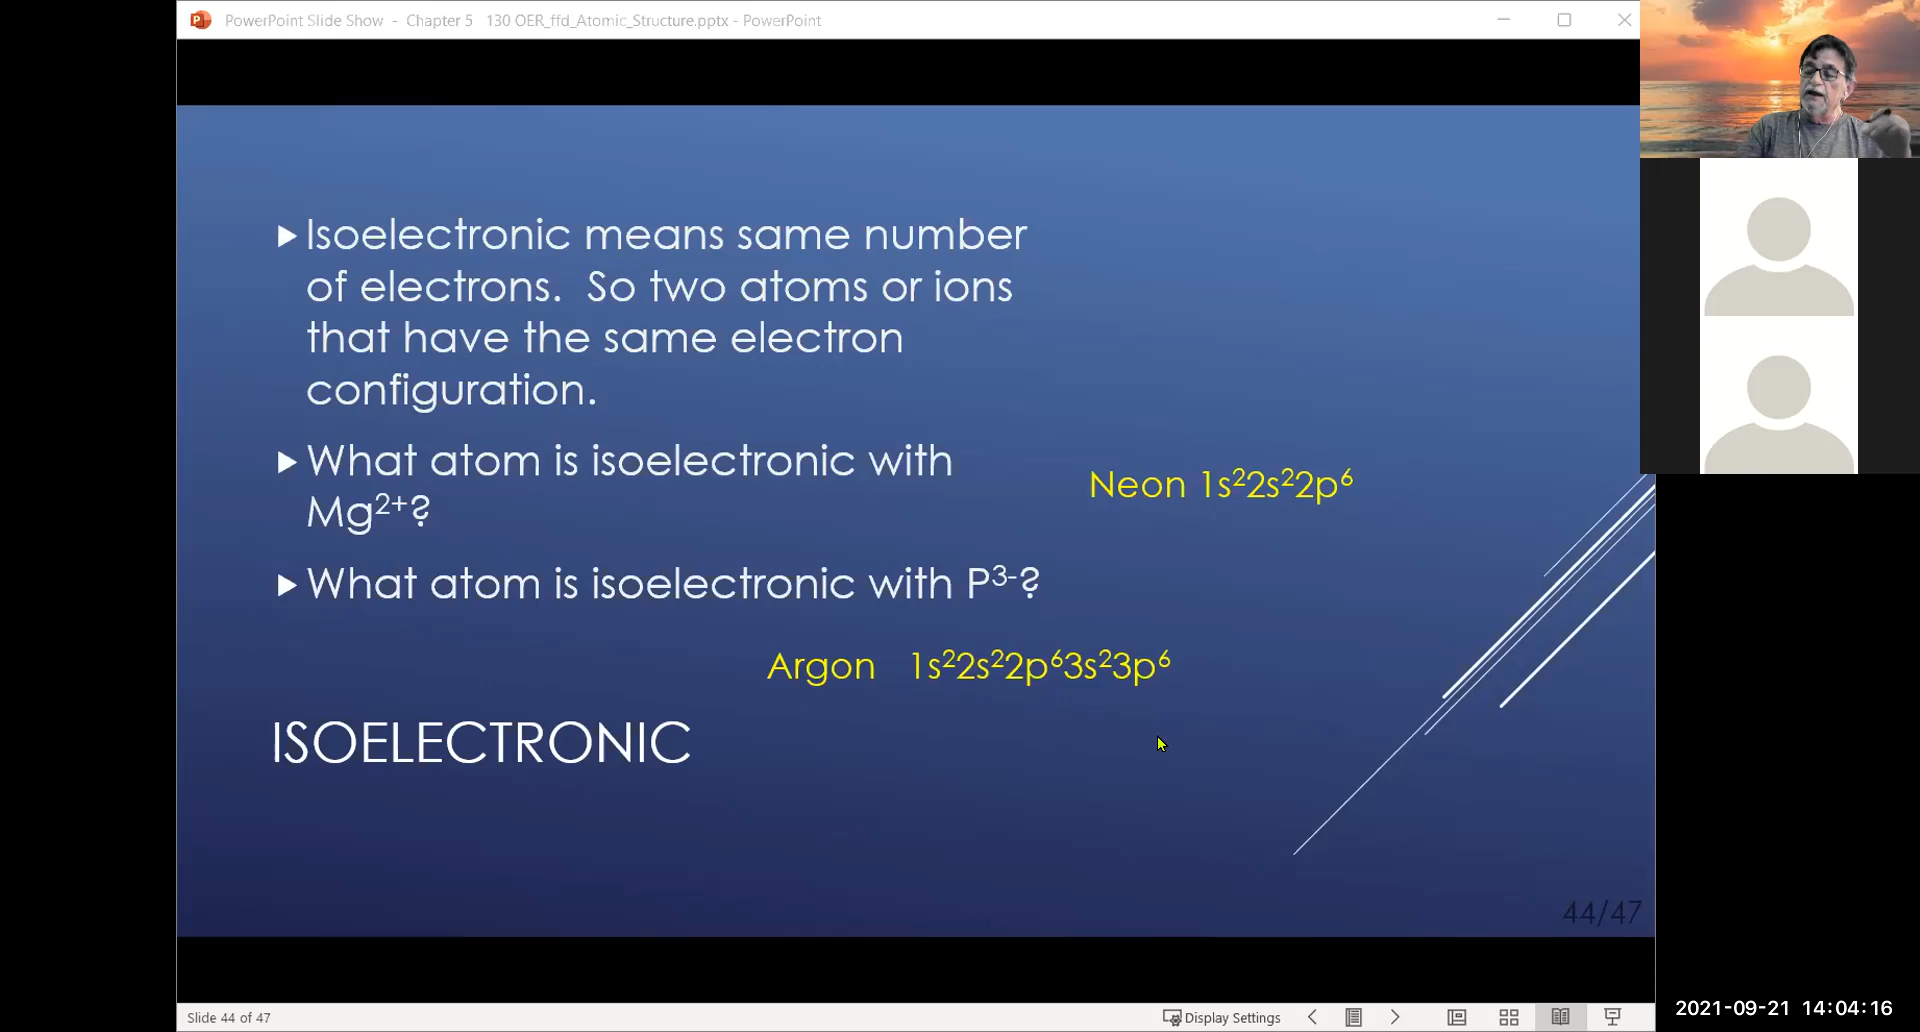 PowerPoint Slide Show - Chapter 5 130 OER_ffd_Atomic_Structure.pptx - PowerPoint
Isoelectronic means same number
of electrons. So two atoms or ions
that have the same electron
configuration.
What atom is isoelectronic with
Mg²⁺?
Neon 1s²2s²2p⁶
What atom is isoelectronic with P³⁻?
Argon 1s²2s²2p⁶3s²3p⁶
ISOELECTRONIC
44/47
Slide 44 of 47
Display Settings
2021-09-21 14:04:16